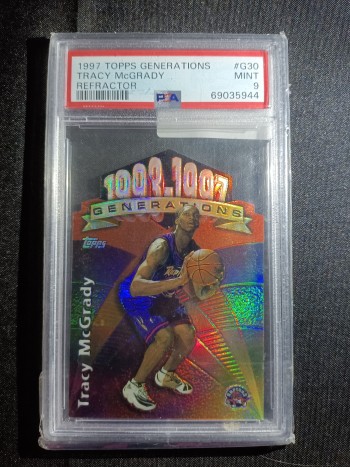 1997 TOPPS GENERATIONS #G30
TRACY McGRADY MINT
REFRACTOR 9
PSA 69035944
1993-1997
GENERATIONS
TOPPS
Tracy McGrady